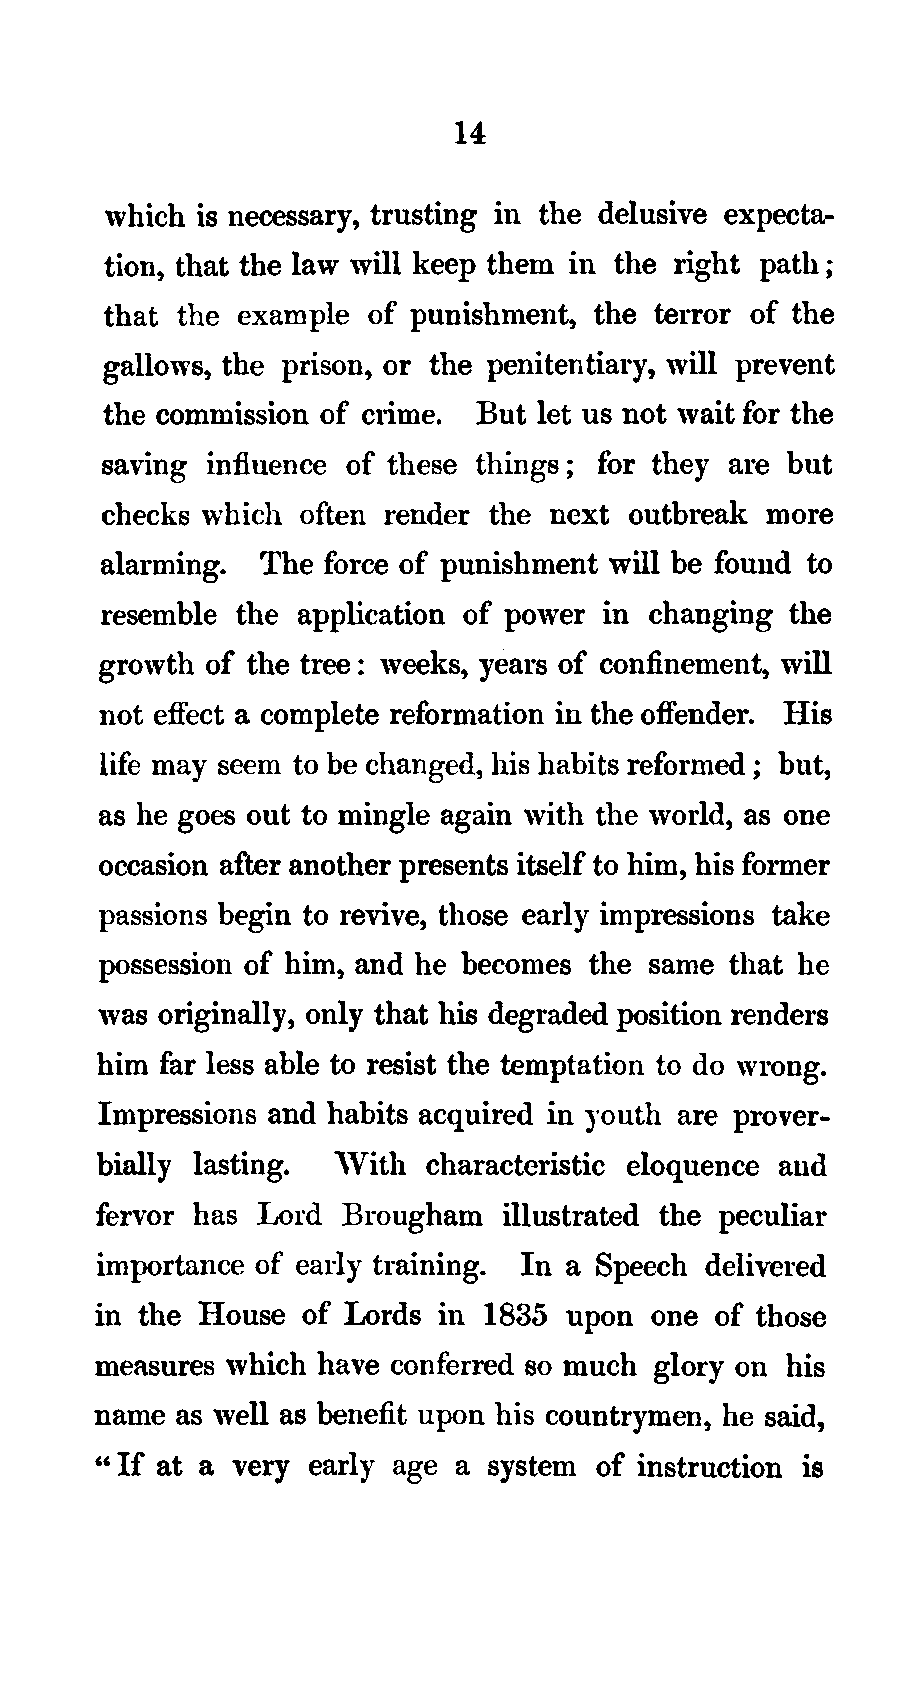 14
which is necessary, trusting in the delusive expecta-
tion, that the law will keep them in the right path;
that the example of punishment, the terror of the
gallows, the prison, or the penitentiary, will prevent
the commission of crime. But let us not wait for the
saving influence of these things; for they are but
checks which often render the next outbreak more
alarming. The force of punishment will be found to
resemble the application of power in changing the
growth of the tree: weeks, years of confinement, will
not effect a complete reformation in the offender. His
life may seem to be changed, his habits reformed; but,
as he goes out to mingle again with the world, as one
occasion after another presents itself to him, his former
passions begin to revive, those early impressions take
possession of him, and he becomes the same that he
was originally, only that his degraded position renders
him far less able to resist the temptation to do wrong.
Impressions and habits acquired in youth are prover-
bially lasting. With characteristic eloquence and
fervor has Lord Brougham illustrated the peculiar
importance of early training. In a Speech delivered
in the House of Lords in 1835 upon one of those
measures which have conferred so much glory on his
name as well as benefit upon his countrymen, he said,
"If at a very early age a system of instruction is